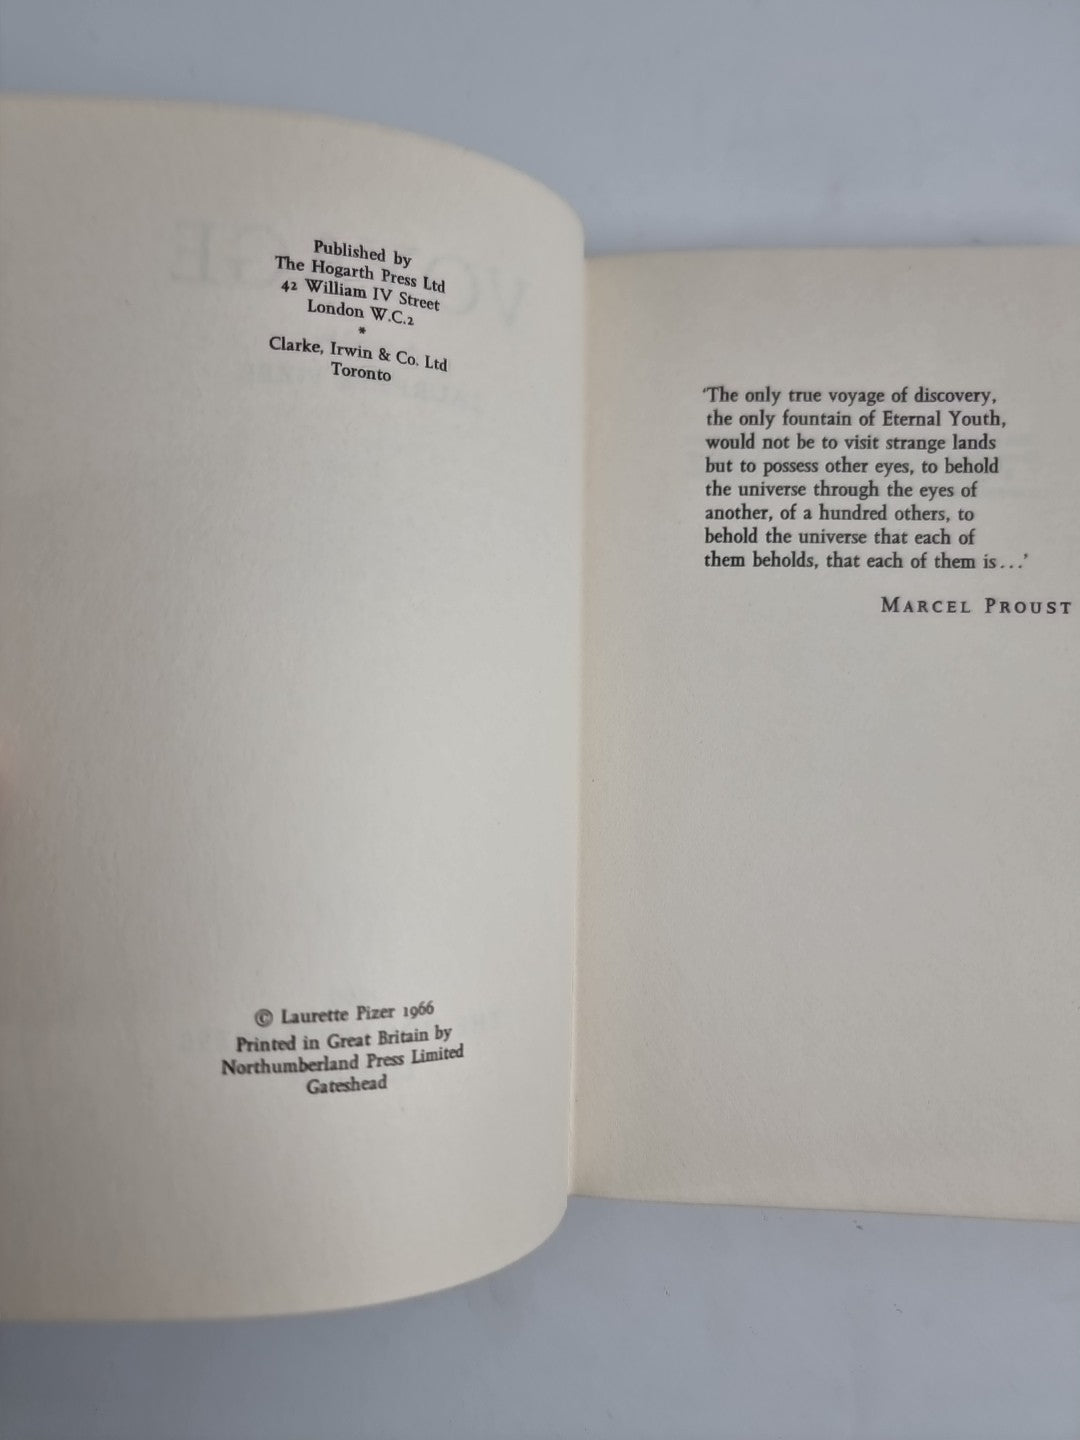 Published by
The Hogarth Press Ltd
42 William IV Street
London W.C.2
*
Clarke, Irwin & Co. Ltd
Toronto
© Laurette Pizer 1966
Printed in Great Britain by
Northumberland Press Limited
Gateshead
‘The only true voyage of discovery,
the only fountain of Eternal Youth,
would not be to visit strange lands
but to possess other eyes, to behold
the universe through the eyes of
another, of a hundred others, to
behold the universe that each of
them beholds, that each of them is...’
MARCEL PROUST